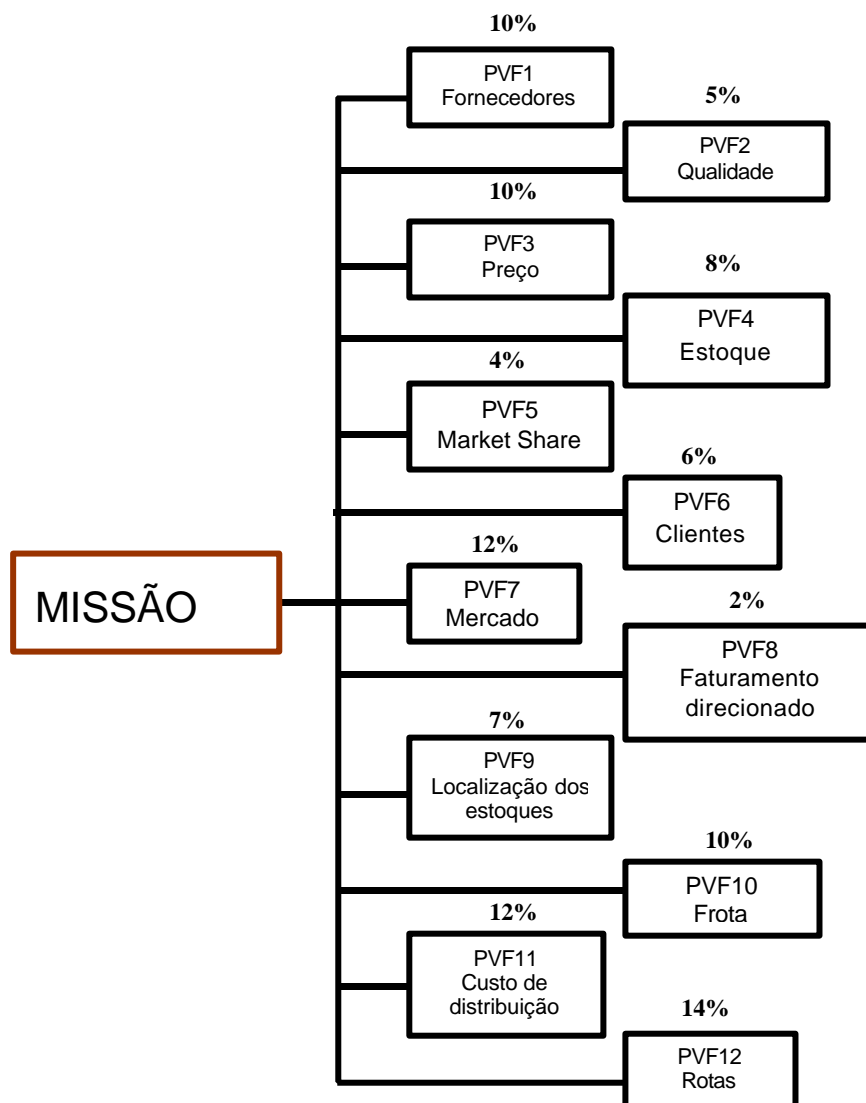 10%
PVF1
Fornecedores
5%
PVF2
Qualidade
10%
PVF3
Preço
8%
PVF4
Estoque
4%
PVF5
Market Share
6%
PVF6
Clientes
12%
PVF7
Mercado
MISSÃO
2%
PVF8
Faturamento
direcionado
7%
PVF9
Localização dos
estoques
10%
PVF10
Frota
12%
PVF11
Custo de
distribuição
14%
PVF12
Rotas